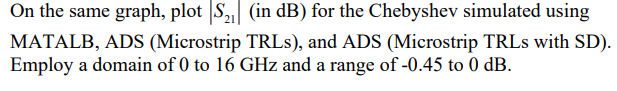 On the same graph, plot |S₂₁| (in dB) for the Chebyshev simulated using
MATALB, ADS (Microstrip TRLs), and ADS (Microstrip TRLs with SD).
Employ a domain of 0 to 16 GHz and a range of -0.45 to 0 dB.